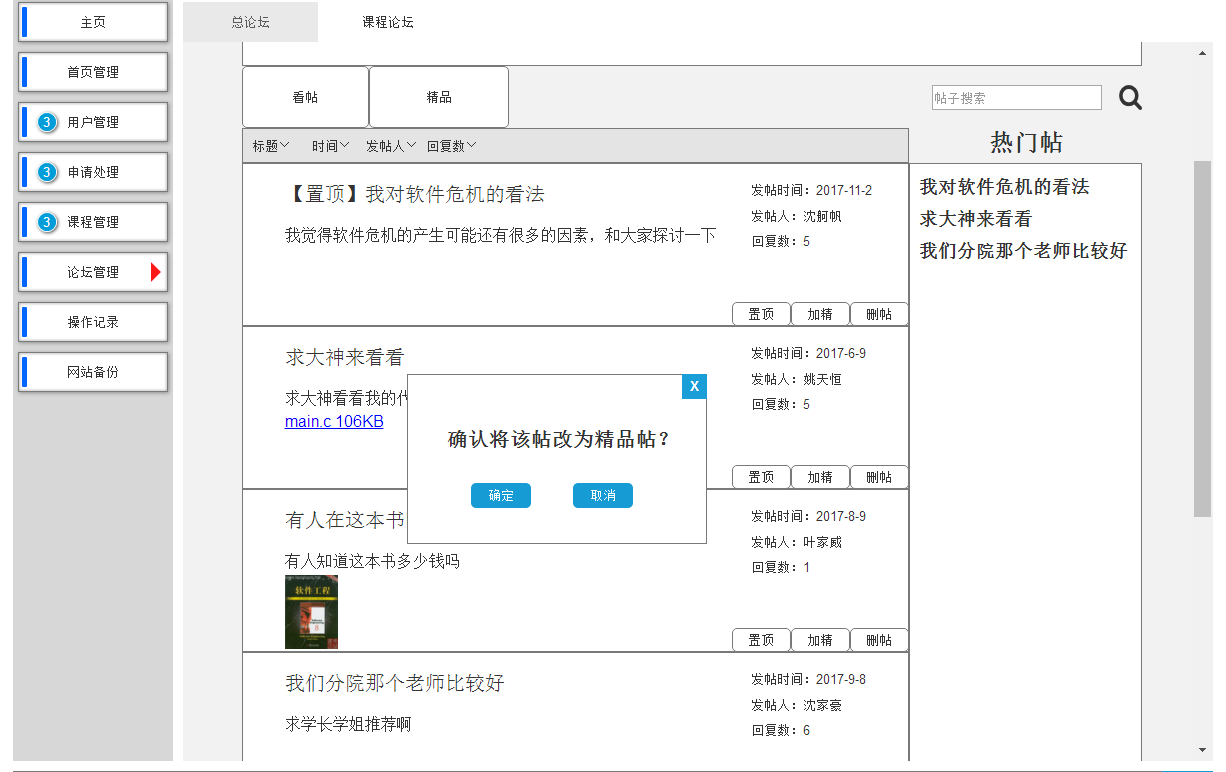 主页
首页管理
3 用户管理
3 申请处理
3 课程管理
论坛管理
操作记录
网站备份
总论坛 课程论坛
看帖 精品
帖子搜索
标题 时间 发帖人 回复数
热门帖
我对软件危机的看法
求大神来看看
我们分院那个老师比较好
【置顶】我对软件危机的看法
我觉得软件危机的产生可能还有很多的因素，和大家探讨一下
发帖时间：2017-11-2
发帖人：沈舸帆
回复数：5
置顶 加精 删帖
求大神来看看
求大神看看我的代
main.c 106KB
发帖时间：2017-6-9
发帖人：姚天恒
回复数：5
置顶 加精 删帖
X
确认将该帖改为精品帖？
确定 取消
有人在这本书
有人知道这本书多少钱吗
软件工程
发帖时间：2017-8-9
发帖人：叶家威
回复数：1
置顶 加精 删帖
我们分院那个老师比较好
求学长学姐推荐啊
发帖时间：2017-9-8
发帖人：沈家豪
回复数：6